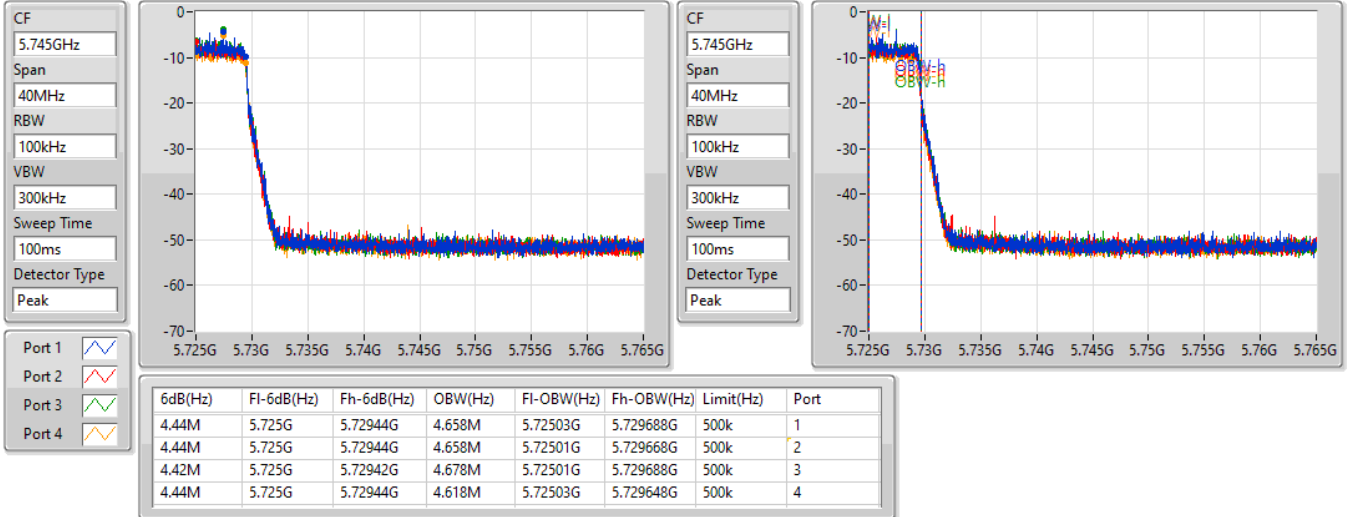 CF
5.745GHz
Span
40MHz
RBW
100kHz
VBW
300kHz
Sweep Time
100ms
Detector Type
Peak
Port 1
Port 2
Port 3
Port 4
0
-10
-20
-30
-40
-50
-60
-70
5.725G 5.73G 5.735G 5.74G 5.745G 5.75G 5.755G 5.76G 5.765G
CF
5.745GHz
Span
40MHz
RBW
100kHz
VBW
300kHz
Sweep Time
100ms
Detector Type
Peak
0
-10
-20
-30
-40
-50
-60
-70
OBW-h
OBW-h
5.725G 5.73G 5.735G 5.74G 5.745G 5.75G 5.755G 5.76G 5.765G
6dB(Hz) Fl-6dB(Hz) Fh-6dB(Hz) OBW(Hz) Fl-OBW(Hz) Fh-OBW(Hz) Limit(Hz) Port
4.44M 5.725G 5.72944G 4.658M 5.72503G 5.729688G 500k 1
4.44M 5.725G 5.72944G 4.658M 5.72501G 5.729668G 500k 2
4.42M 5.725G 5.72942G 4.678M 5.72501G 5.729688G 500k 3
4.44M 5.725G 5.72944G 4.618M 5.72503G 5.729648G 500k 4